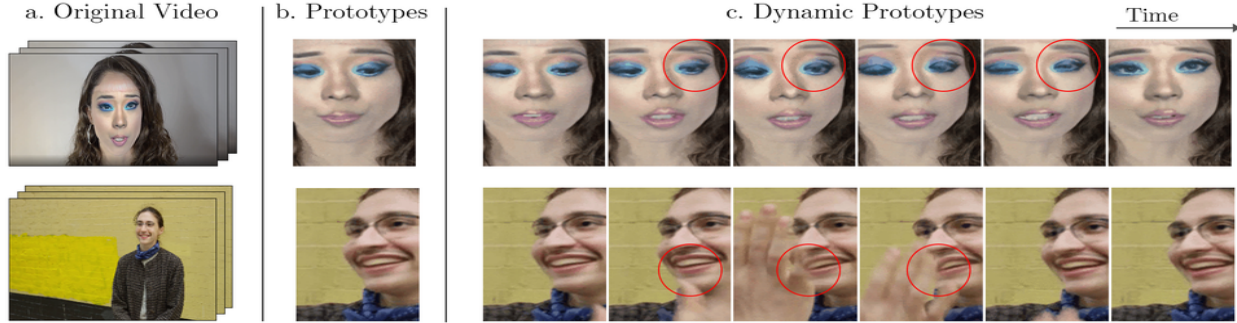 a. Original Video
b. Prototypes
c. Dynamic Prototypes
Time